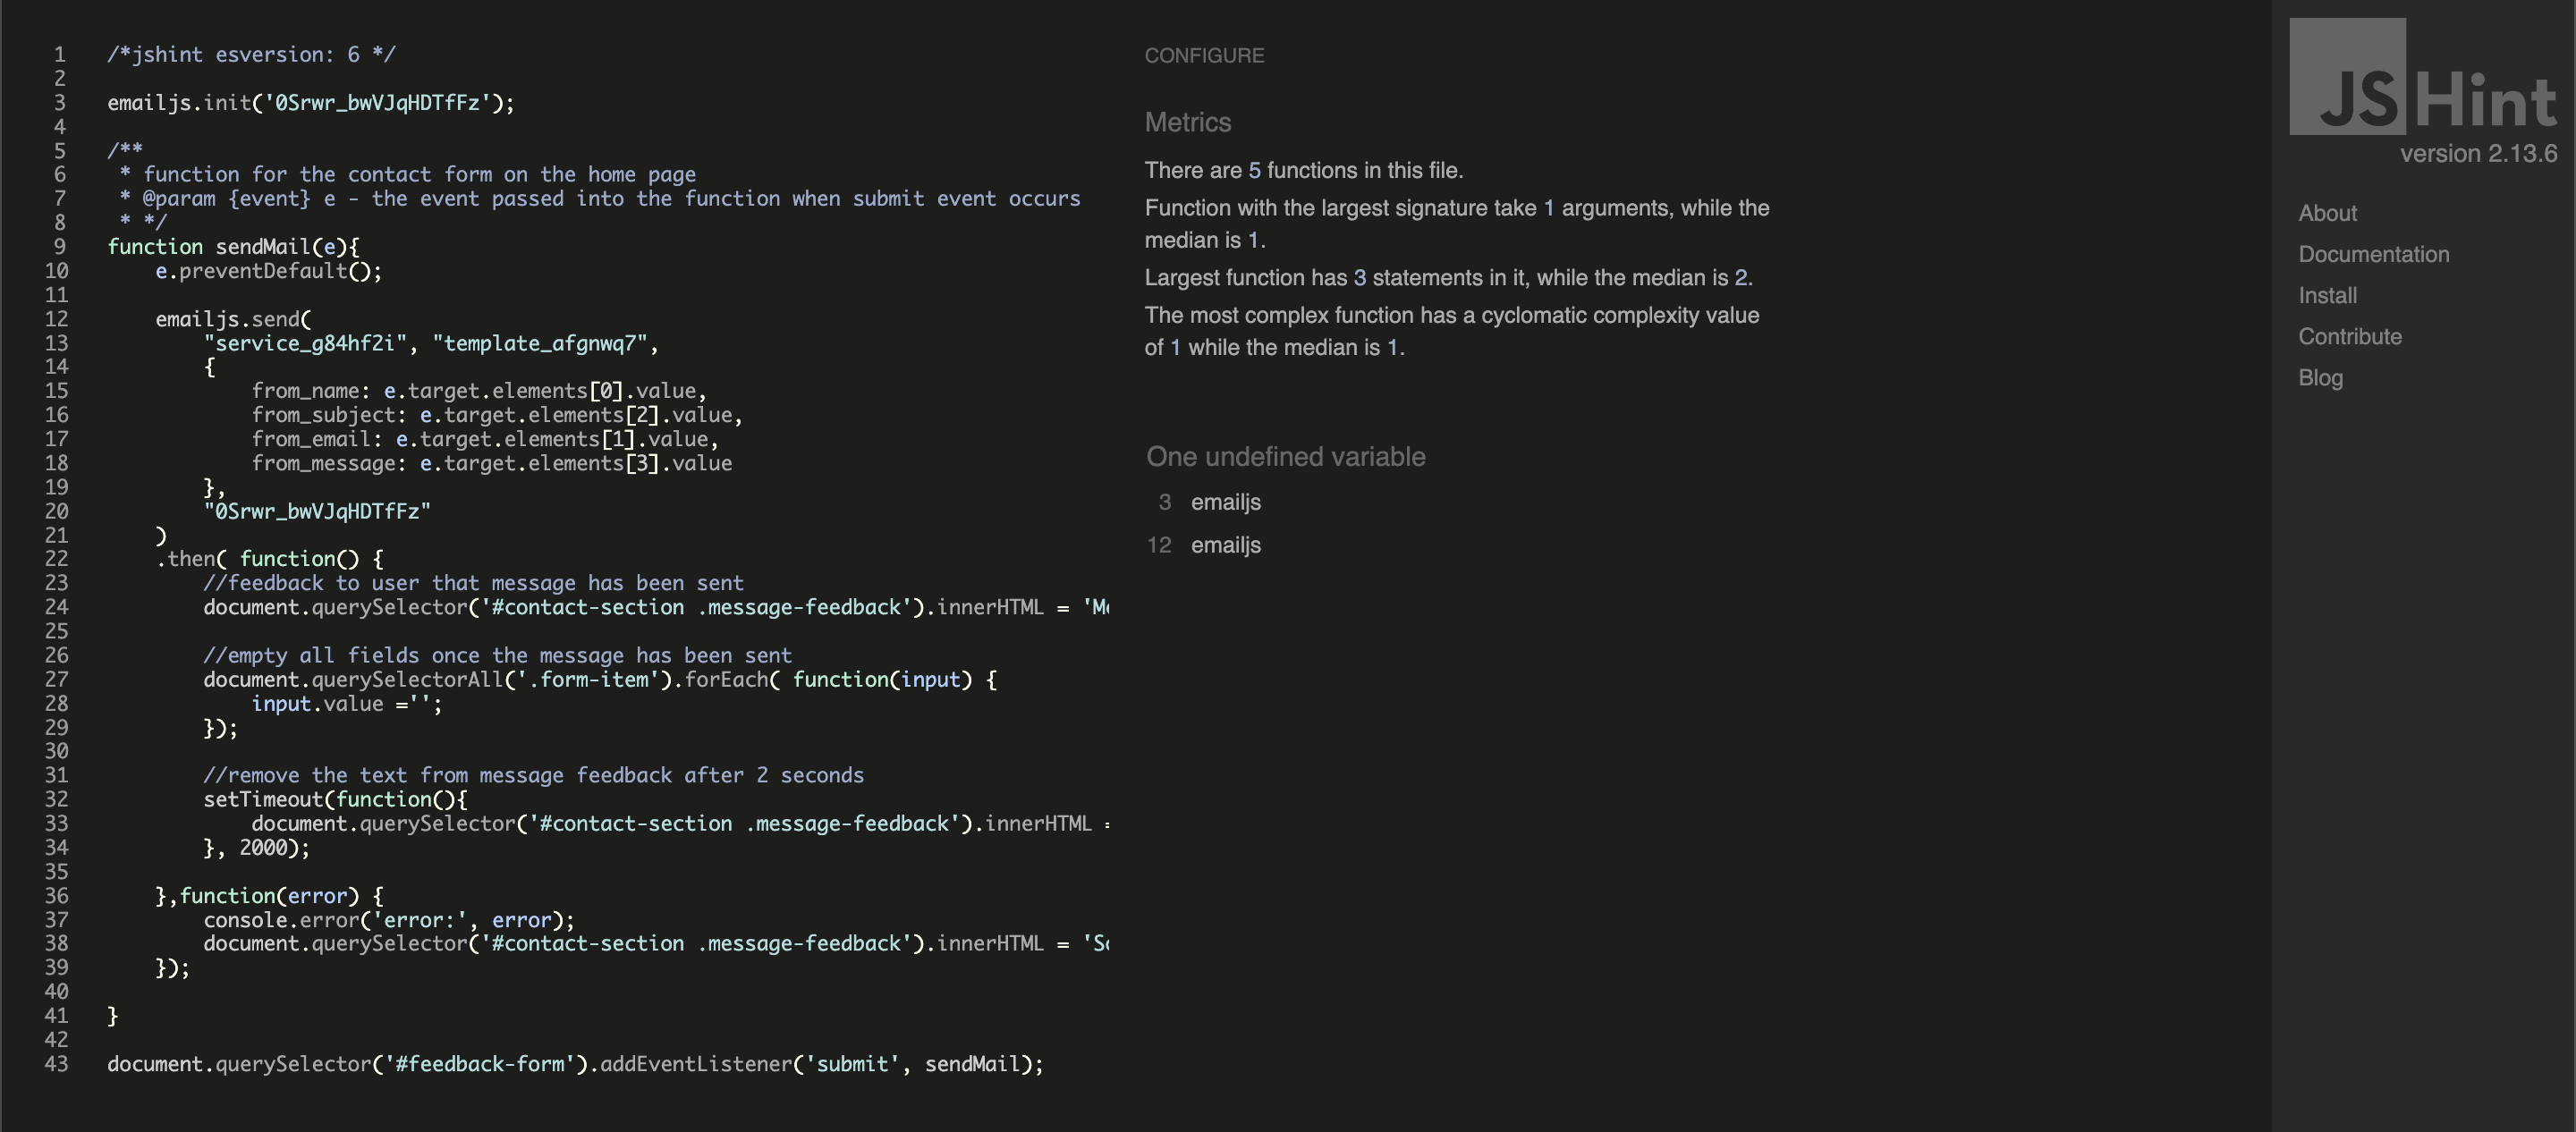 1 /*jshint esversion: 6 */
2
3 emailjs.init('0Srwr_bwVJqHDTfFz');
4
5 /**
6  * function for the contact form on the home page
7  * @param {event} e - the event passed into the function when submit event occurs
8  * */
9 function sendMail(e){
10     e.preventDefault();
11
12     emailjs.send(
13         "service_g84hf2i", "template_afgnwq7",
14         {
15             from_name: e.target.elements[0].value,
16             from_subject: e.target.elements[2].value,
17             from_email: e.target.elements[1].value,
18             from_message: e.target.elements[3].value
19         },
20         "0Srwr_bwVJqHDTfFz"
21     )
22     .then( function() {
23         //feedback to user that message has been sent
24         document.querySelector('#contact-section .message-feedback').innerHTML = 'M
25
26         //empty all fields once the message has been sent
27         document.querySelectorAll('.form-item').forEach( function(input) {
28             input.value ='';
29         });
30
31         //remove the text from message feedback after 2 seconds
32         setTimeout(function(){
33             document.querySelector('#contact-section .message-feedback').innerHTML =
34         }, 2000);
35
36     },function(error) {
37         console.error('error:', error);
38         document.querySelector('#contact-section .message-feedback').innerHTML = 'S
39     });
40
41 }
42
43 document.querySelector('#feedback-form').addEventListener('submit', sendMail);
CONFIGURE
Metrics
There are 5 functions in this file.
Function with the largest signature take 1 arguments, while the
median is 1.
Largest function has 3 statements in it, while the median is 2.
The most complex function has a cyclomatic complexity value
of 1 while the median is 1.
One undefined variable
3 emailjs
12 emailjs
JSHint
version 2.13.6
About
Documentation
Install
Contribute
Blog